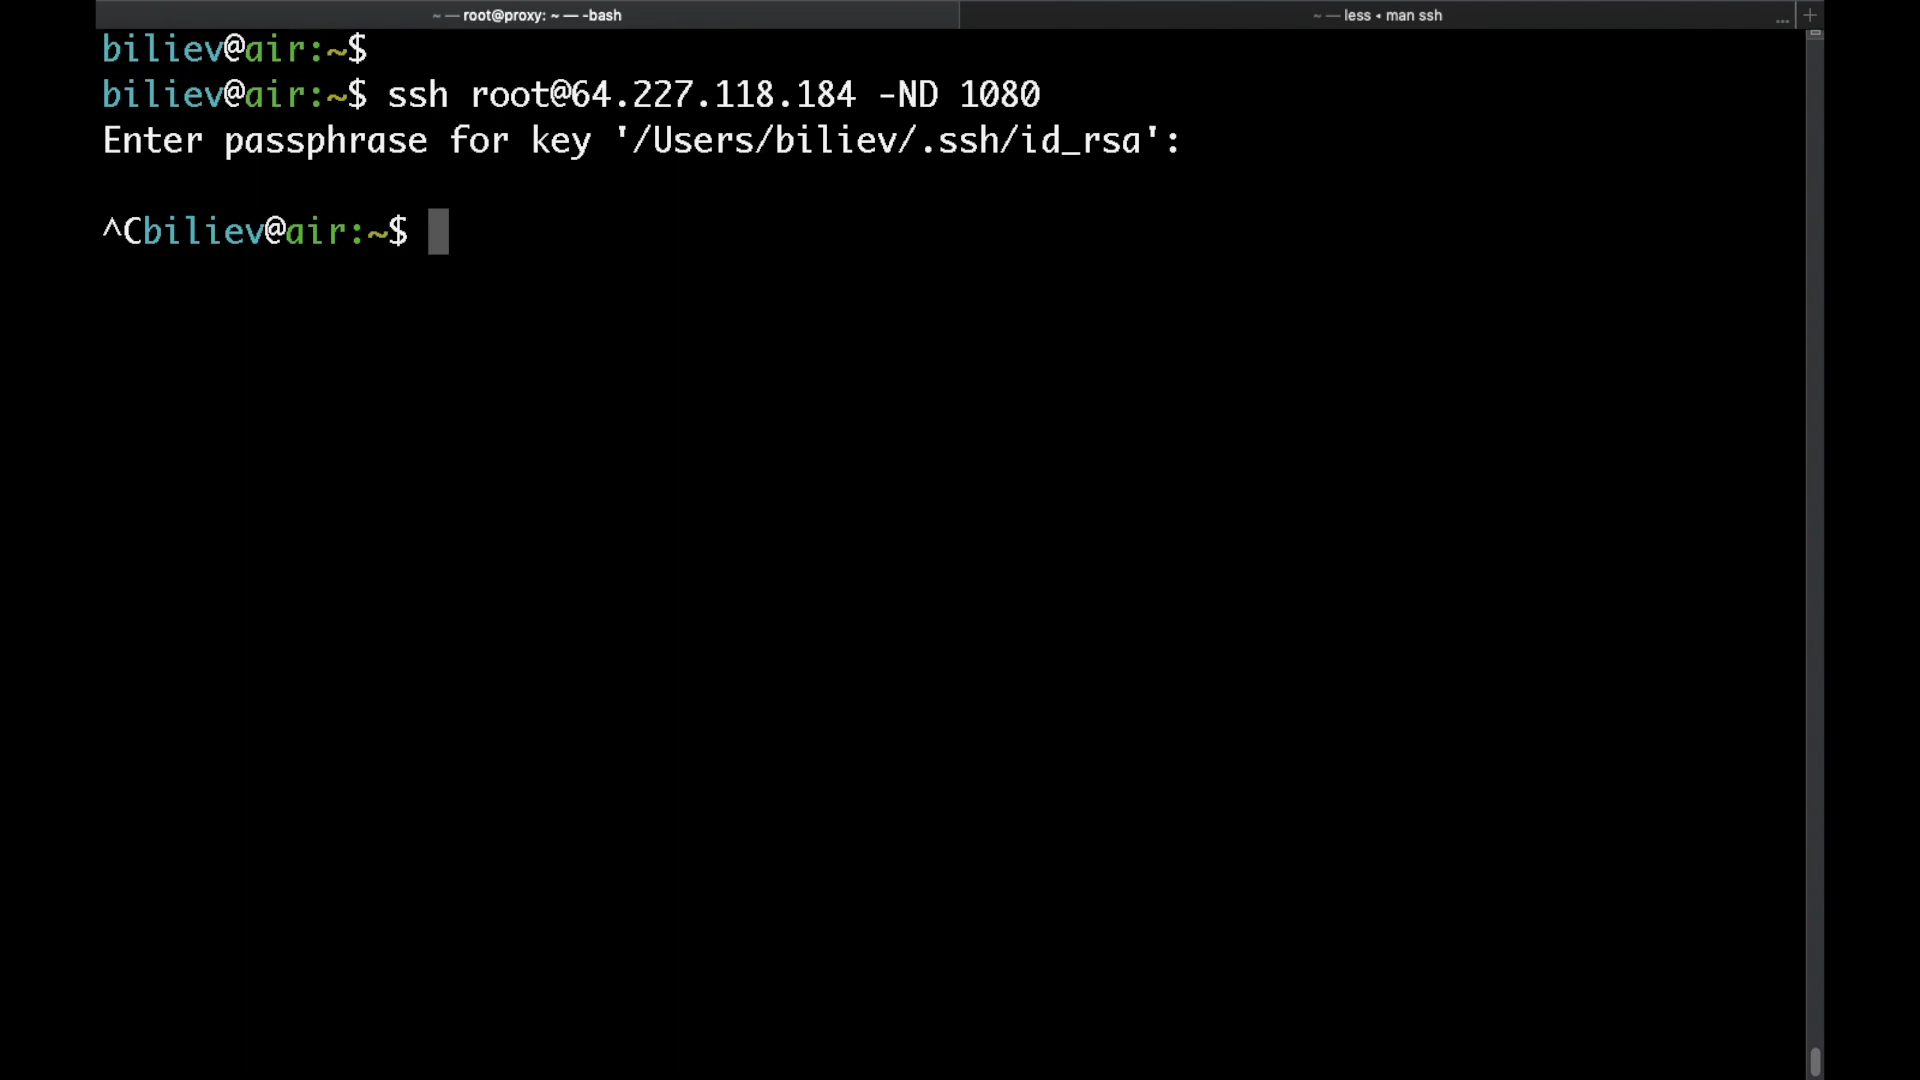 ~ — root@proxy: ~ — -bash
~ — less ◂ man ssh
...
biliev@air:~$
biliev@air:~$ ssh root@64.227.118.184 -ND 1080
Enter passphrase for key '/Users/biliev/.ssh/id_rsa':
^Cbiliev@air:~$